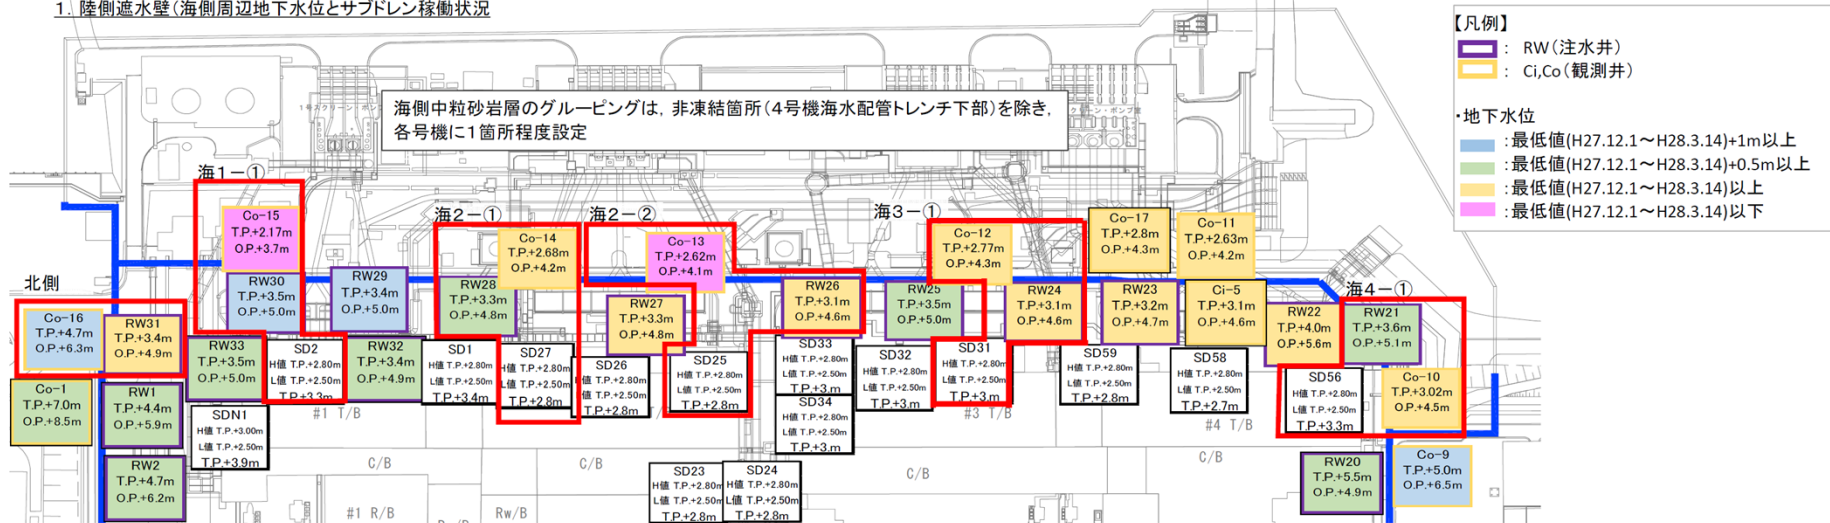 1. 陸側遮水壁(海側周辺地下水位とサブドレン稼働状況
【凡例】
: RW(注水井)
: Ci,Co(観測井)
・地下水位
:最低値(H27.12.1～H28.3.14)+1m以上
:最低値(H27.12.1～H28.3.14)+0.5m以上
:最低値(H27.12.1～H28.3.14)以上
:最低値(H27.12.1～H28.3.14)以下
海側中粒砂岩層のグルーピングは, 非凍結箇所(4号機海水配管トレンチ下部)を除き,
各号機に1箇所程度設定
海1-①
海2-①
海2-②
海3-①
海4-①
北側
Co-15
T.P.+2.17m
O.P.+3.7m
Co-14
T.P.+2.68m
O.P.+4.2m
Co-13
T.P.+2.62m
O.P.+4.1m
Co-12
T.P.+2.77m
O.P.+4.3m
Co-17
T.P.+2.8m
O.P.+4.3m
Co-11
T.P.+2.63m
O.P.+4.2m
RW30
T.P.+3.5m
O.P.+5.0m
RW29
T.P.+3.4m
O.P.+5.0m
RW28
T.P.+3.3m
O.P.+4.8m
RW27
T.P.+3.3m
O.P.+4.8m
RW26
T.P.+3.1m
O.P.+4.6m
RW25
T.P.+3.5m
O.P.+5.0m
RW24
T.P.+3.1m
O.P.+4.6m
RW23
T.P.+3.2m
O.P.+4.7m
Ci-5
T.P.+3.1m
O.P.+4.6m
RW22
T.P.+4.0m
O.P.+5.6m
RW21
T.P.+3.6m
O.P.+5.1m
Co-16
T.P.+4.7m
O.P.+6.3m
RW31
T.P.+3.4m
O.P.+4.9m
RW33
T.P.+3.5m
O.P.+5.0m
SD2
H値 T.P.+2.80m
L値 T.P.+2.50m
T.P.+3.3m
RW32
T.P.+3.4m
O.P.+4.9m
SD1
H値 T.P.+2.80m
L値 T.P.+2.50m
T.P.+3.4m
SD27
H値 T.P.+2.80m
L値 T.P.+2.50m
T.P.+2.8m
SD26
H値 T.P.+2.80m
L値 T.P.+2.50m
T.P.+2.8m
SD25
H値 T.P.+2.80m
L値 T.P.+2.50m
T.P.+2.8m
SD33
H値 T.P.+2.80m
L値 T.P.+2.50m
T.P.+3.m
SD32
H値 T.P.+2.80m
L値 T.P.+2.50m
T.P.+3.m
SD31
H値 T.P.+2.80m
L値 T.P.+2.50m
T.P.+3.m
SD59
H値 T.P.+2.80m
L値 T.P.+2.50m
T.P.+2.8m
SD58
H値 T.P.+2.80m
L値 T.P.+2.50m
T.P.+2.7m
SD56
H値 T.P.+2.80m
L値 T.P.+2.50m
T.P.+3.3m
Co-10
T.P.+3.02m
O.P.+4.5m
Co-1
T.P.+7.0m
O.P.+8.5m
RW1
T.P.+4.4m
O.P.+5.9m
SDN1
H値 T.P.+3.00m
L値 T.P.+2.50m
T.P.+3.9m
SD34
H値 T.P.+2.80m
L値 T.P.+2.50m
T.P.+3.m
#1 T/B
#3 T/B
#4 T/B
RW2
T.P.+4.7m
O.P.+6.2m
C/B
C/B
C/B
C/B
SD23
H値 T.P.+2.80m
L値 T.P.+2.50m
T.P.+2.8m
SD24
H値 T.P.+2.80m
L値 T.P.+2.50m
T.P.+2.8m
RW20
T.P.+5.5m
O.P.+4.9m
Co-9
T.P.+5.0m
O.P.+6.5m
#1 R/B
Rw/B